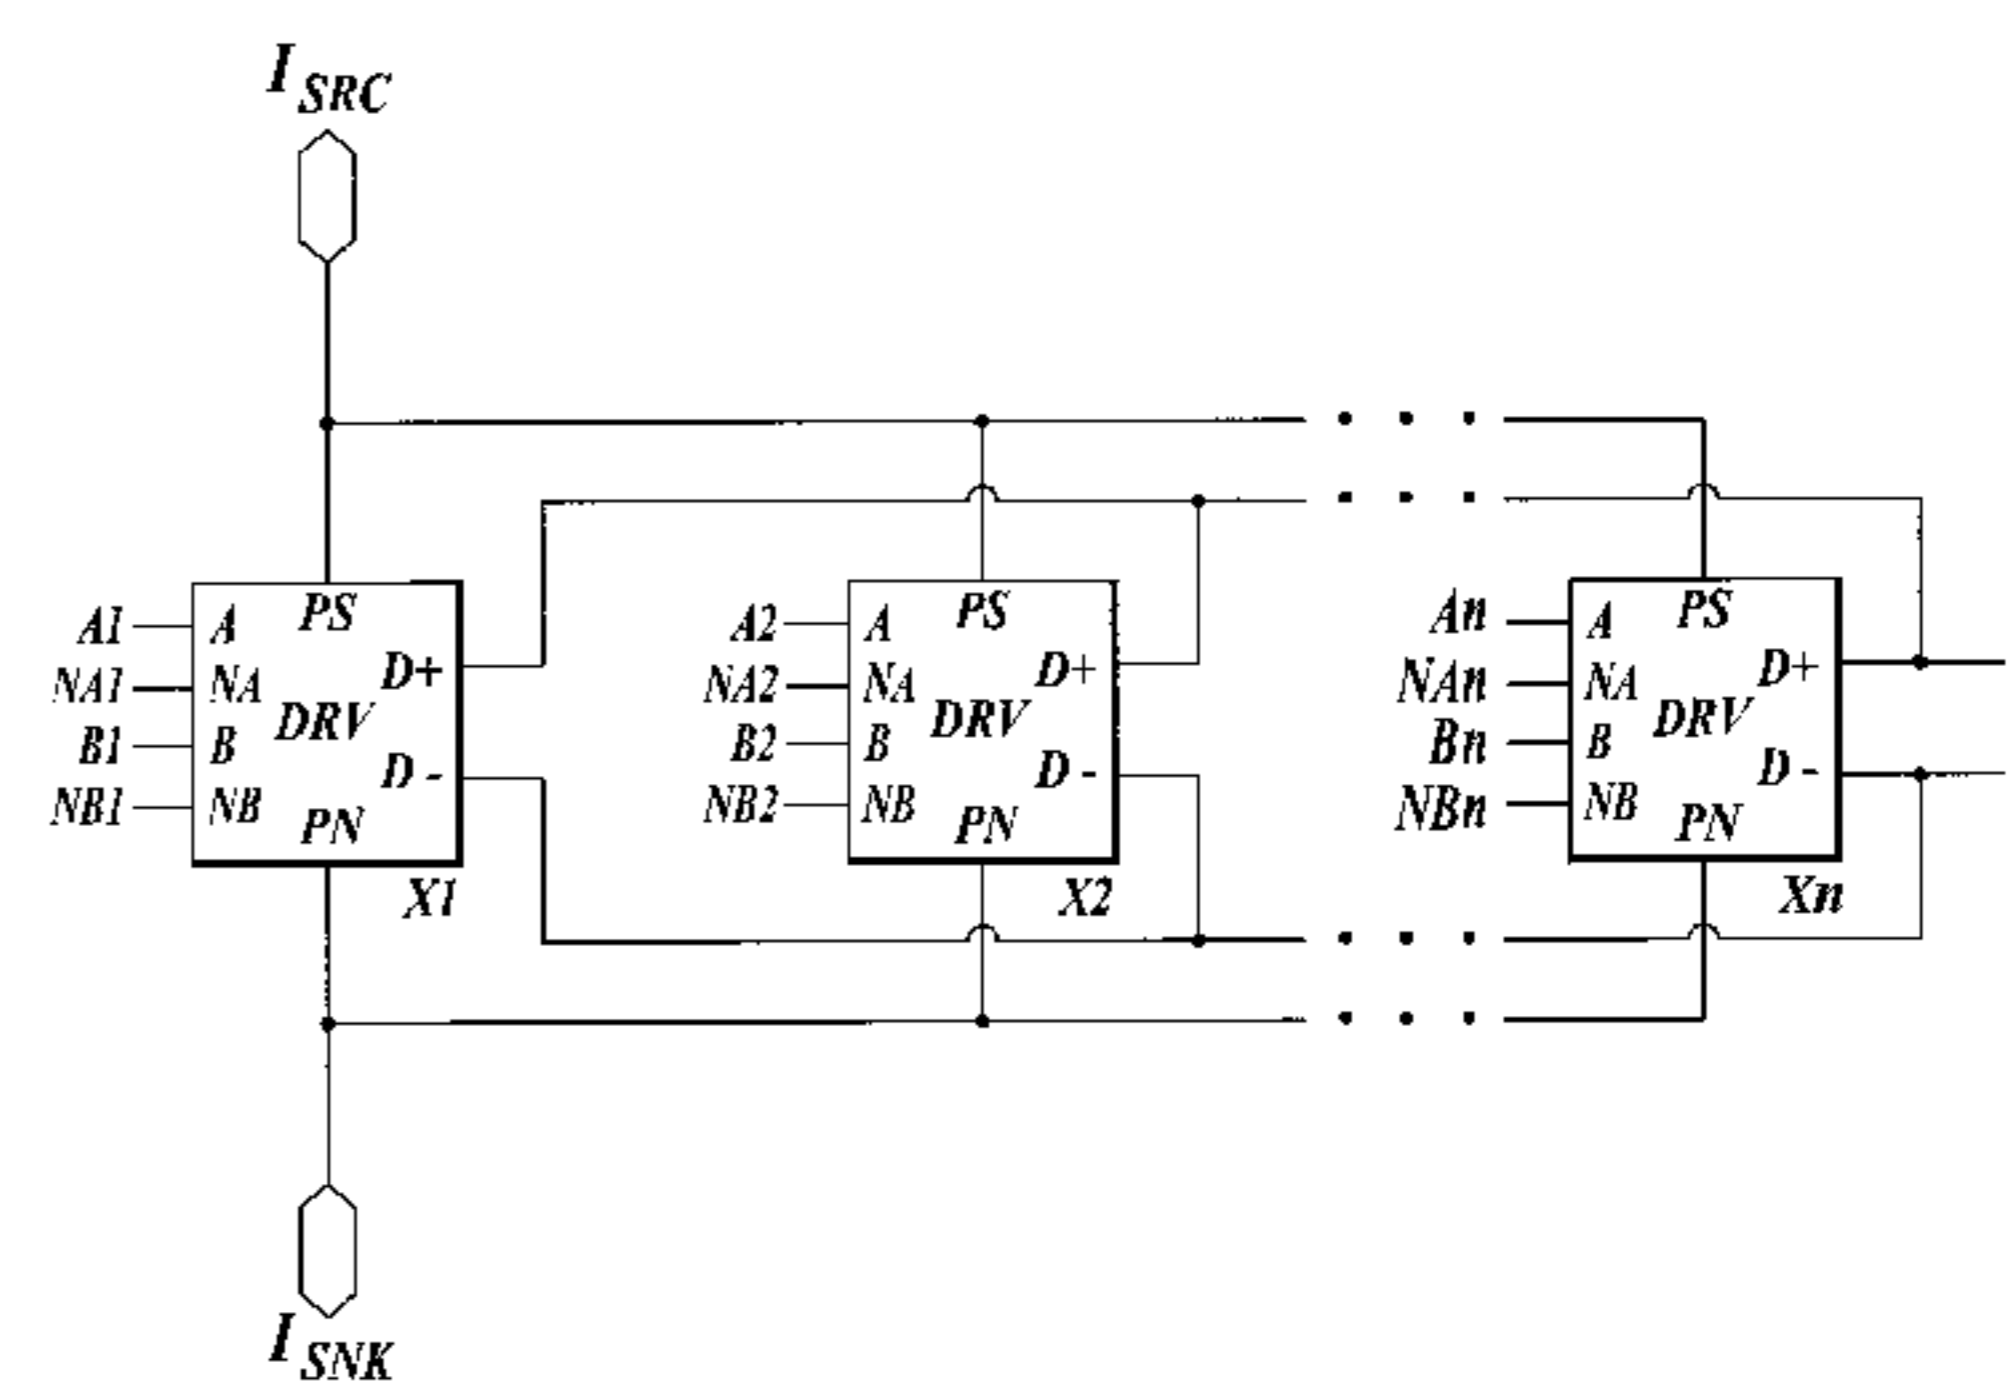 I SRC
A1
NA1
B1
NB1
A
NA
B
NB
PS
D+
DRV
D -
PN
X1
A2
NA2
B2
NB2
A
NA
B
NB
PS
D+
DRV
D -
PN
X2
An
NAn
Bn
NBn
A
NA
B
NB
PS
D+
DRV
D -
PN
Xn
I SNK